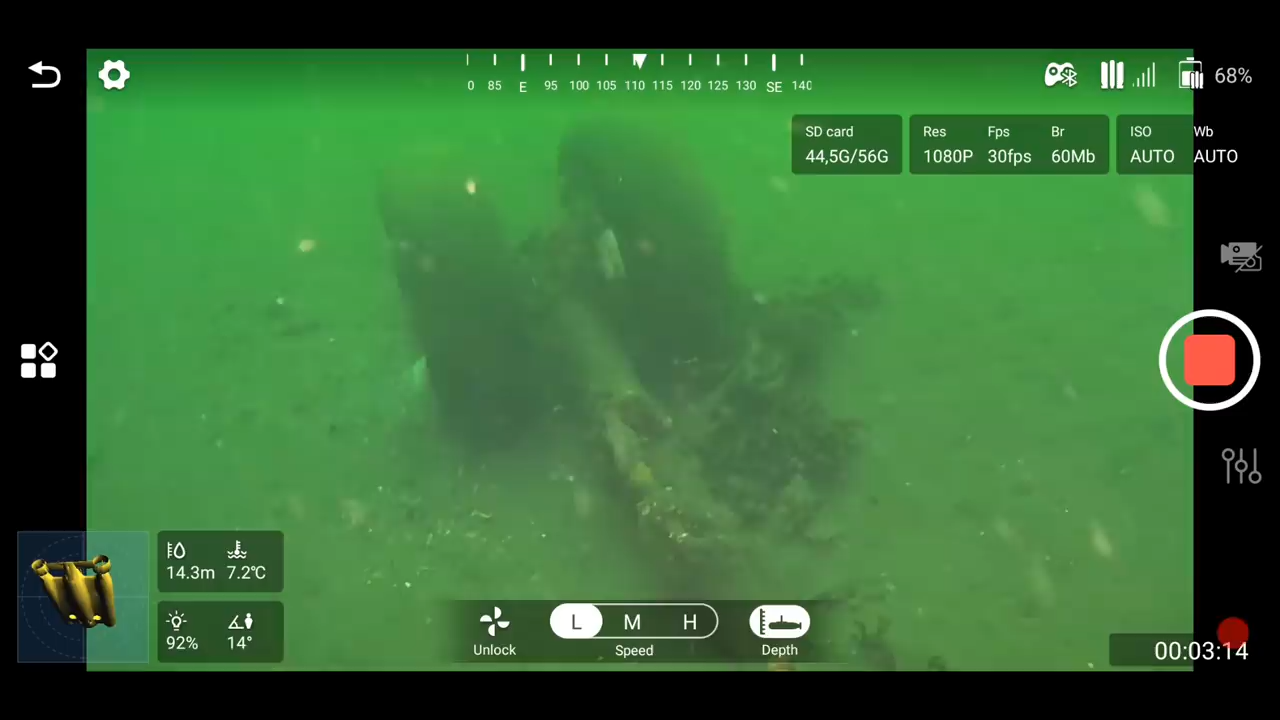 0 85 E 95 100 105 110 115 120 125 130 SE 140
68%
SD card
44,5G/56G
Res Fps Br
1080P 30fps 60Mb
ISO Wb
AUTO AUTO
14.3m 7.2℃
92% 14°
Unlock
L M H
Speed
Depth
00:03:14